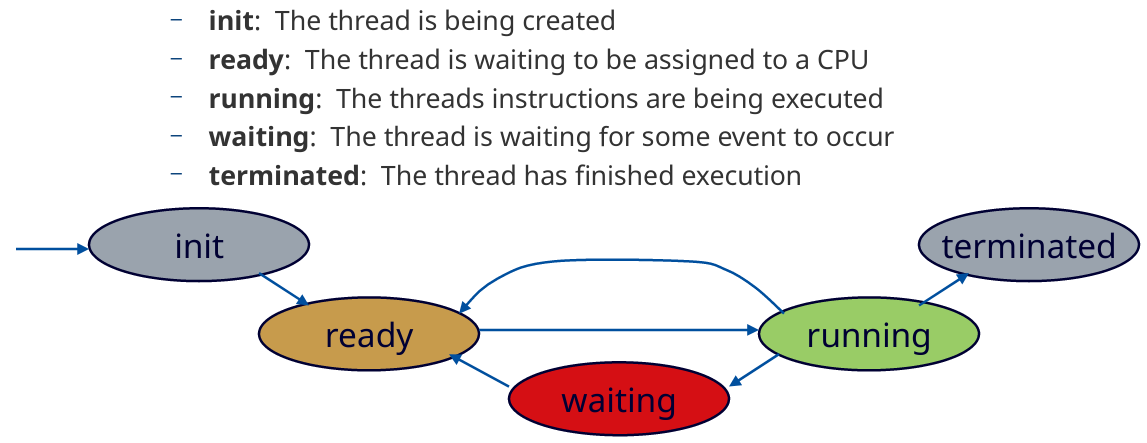 – init: The thread is being created
– ready: The thread is waiting to be assigned to a CPU
– running: The threads instructions are being executed
– waiting: The thread is waiting for some event to occur
– terminated: The thread has finished execution
init
terminated
ready
running
waiting